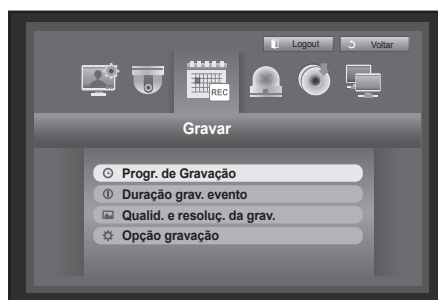 Logout
Voltar
REC
Gravar
Progr. de Gravação
Duração grav. evento
Qualid. e resoluç. da grav.
Opção gravação